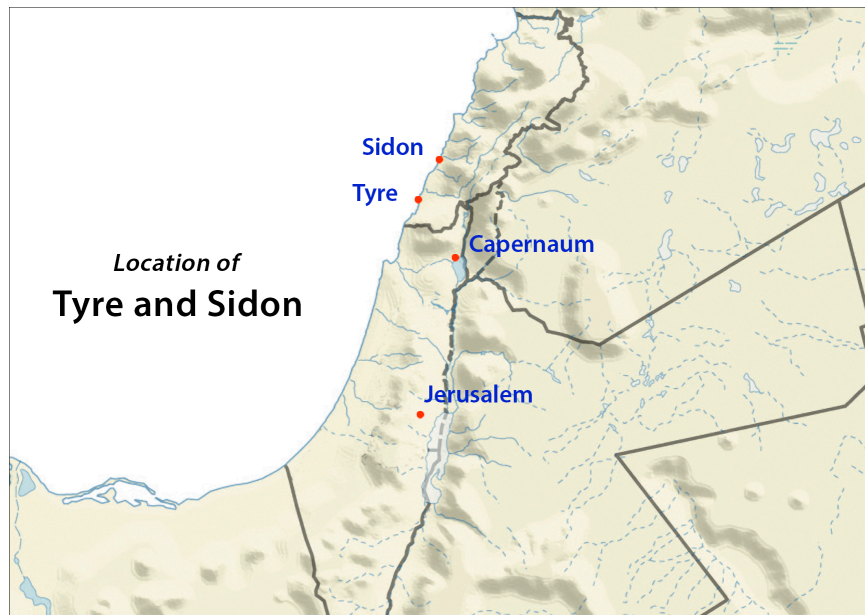 Sidon
Tyre
Capernaum
Location of
Tyre and Sidon
Jerusalem